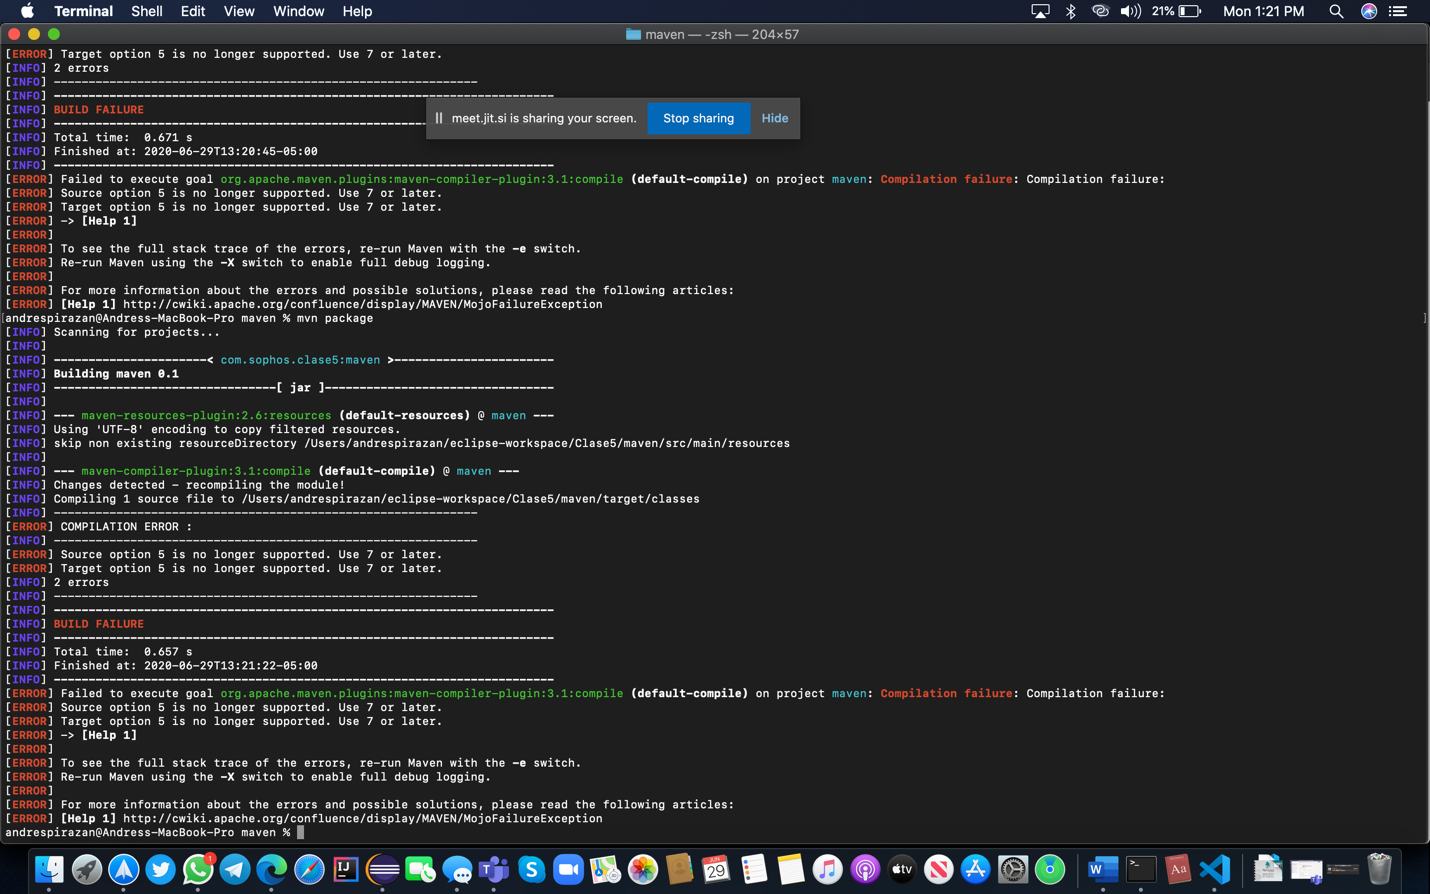 Terminal Shell Edit View Window Help 21% Mon 1:21 PM
maven — -zsh — 204×57
[ERROR] Target option 5 is no longer supported. Use 7 or later.
[INFO] 2 errors
[INFO] -------------------------------------------------------------
[INFO] ------------------------------------------------------------------------
[INFO] BUILD FAILURE
[INFO] ------------------------------------------------------------------------
meet.jit.si is sharing your screen. Stop sharing Hide
[INFO] Total time:  0.671 s
[INFO] Finished at: 2020-06-29T13:20:45-05:00
[INFO] ------------------------------------------------------------------------
[ERROR] Failed to execute goal org.apache.maven.plugins:maven-compiler-plugin:3.1:compile (default-compile) on project maven: Compilation failure: Compilation failure:
[ERROR] Source option 5 is no longer supported. Use 7 or later.
[ERROR] Target option 5 is no longer supported. Use 7 or later.
[ERROR] -> [Help 1]
[ERROR]
[ERROR] To see the full stack trace of the errors, re-run Maven with the -e switch.
[ERROR] Re-run Maven using the -X switch to enable full debug logging.
[ERROR]
[ERROR] For more information about the errors and possible solutions, please read the following articles:
[ERROR] [Help 1] http://cwiki.apache.org/confluence/display/MAVEN/MojoFailureException
[andrespirazan@Andress-MacBook-Pro maven % mvn package ]
[INFO] Scanning for projects...
[INFO]
[INFO] ----------------------< com.sophos.clase5:maven >-----------------------
[INFO] Building maven 0.1
[INFO] --------------------------------[ jar ]---------------------------------
[INFO]
[INFO] --- maven-resources-plugin:2.6:resources (default-resources) @ maven ---
[INFO] Using 'UTF-8' encoding to copy filtered resources.
[INFO] skip non existing resourceDirectory /Users/andrespirazan/eclipse-workspace/Clase5/maven/src/main/resources
[INFO]
[INFO] --- maven-compiler-plugin:3.1:compile (default-compile) @ maven ---
[INFO] Changes detected - recompiling the module!
[INFO] Compiling 1 source file to /Users/andrespirazan/eclipse-workspace/Clase5/maven/target/classes
[INFO] -------------------------------------------------------------
[ERROR] COMPILATION ERROR :
[INFO] -------------------------------------------------------------
[ERROR] Source option 5 is no longer supported. Use 7 or later.
[ERROR] Target option 5 is no longer supported. Use 7 or later.
[INFO] 2 errors
[INFO] -------------------------------------------------------------
[INFO] ------------------------------------------------------------------------
[INFO] BUILD FAILURE
[INFO] ------------------------------------------------------------------------
[INFO] Total time:  0.657 s
[INFO] Finished at: 2020-06-29T13:21:22-05:00
[INFO] ------------------------------------------------------------------------
[ERROR] Failed to execute goal org.apache.maven.plugins:maven-compiler-plugin:3.1:compile (default-compile) on project maven: Compilation failure: Compilation failure:
[ERROR] Source option 5 is no longer supported. Use 7 or later.
[ERROR] Target option 5 is no longer supported. Use 7 or later.
[ERROR] -> [Help 1]
[ERROR]
[ERROR] To see the full stack trace of the errors, re-run Maven with the -e switch.
[ERROR] Re-run Maven using the -X switch to enable full debug logging.
[ERROR]
[ERROR] For more information about the errors and possible solutions, please read the following articles:
[ERROR] [Help 1] http://cwiki.apache.org/confluence/display/MAVEN/MojoFailureException
andrespirazan@Andress-MacBook-Pro maven %
1 IJ S JUN 29 tv N W >_ Aa